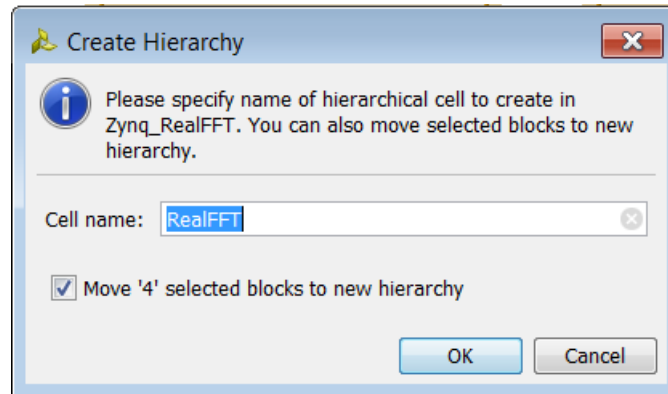 Create Hierarchy
Please specify name of hierarchical cell to create in
Zynq_RealFFT. You can also move selected blocks to new
hierarchy.
Cell name: RealFFT
Move '4' selected blocks to new hierarchy
OK Cancel